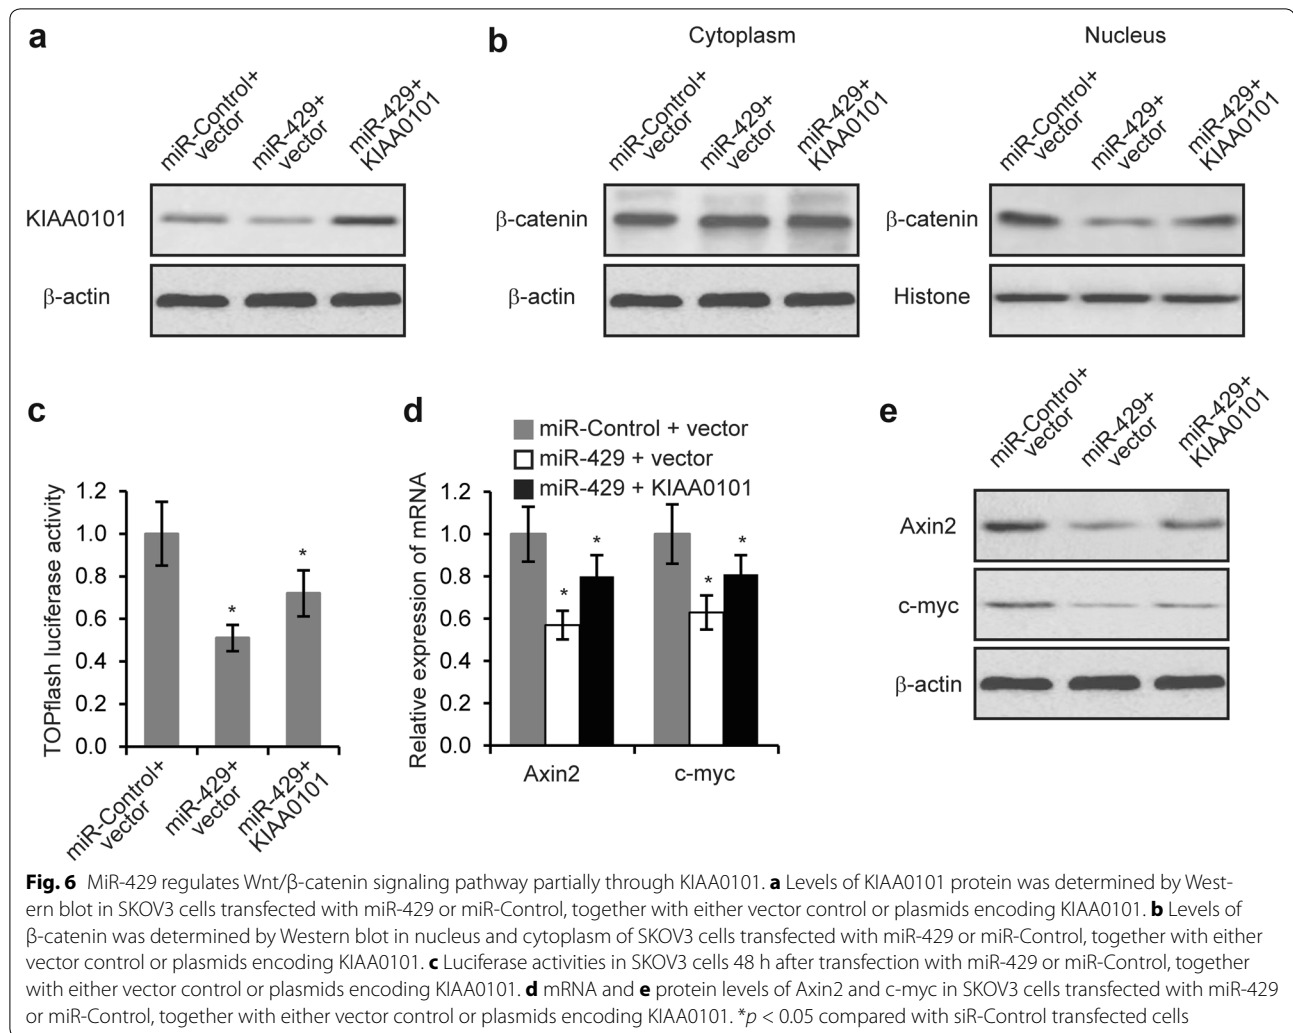 a
miR-Control+
vector
miR-429+
vector
miR-429+
KIAA0101
KIAA0101
β-actin
b
Cytoplasm
Nucleus
miR-Control+
vector
miR-429+
vector
miR-429+
KIAA0101
miR-Control+
vector
miR-429+
vector
miR-429+
KIAA0101
β-catenin
β-actin
β-catenin
Histone
c
TOPflash luciferase activity
1.2
1.0
0.8
0.6
0.4
0.2
0.0
*
*
miR-Control+
vector
miR-429+
vector
miR-429+
KIAA0101
d
miR-Control + vector
miR-429 + vector
miR-429 + KIAA0101
Relative expression of mRNA
1.2
1.0
0.8
0.6
0.4
0.2
0.0
*
*
*
*
Axin2
c-myc
e
miR-Control+
vector
miR-429+
vector
miR-429+
KIAA0101
Axin2
c-myc
β-actin
Fig. 6 MiR-429 regulates Wnt/β-catenin signaling pathway partially through KIAA0101. a Levels of KIAA0101 protein was determined by West-
ern blot in SKOV3 cells transfected with miR-429 or miR-Control, together with either vector control or plasmids encoding KIAA0101. b Levels of
β-catenin was determined by Western blot in nucleus and cytoplasm of SKOV3 cells transfected with miR-429 or miR-Control, together with either
vector control or plasmids encoding KIAA0101. c Luciferase activities in SKOV3 cells 48 h after transfection with miR-429 or miR-Control, together
with either vector control or plasmids encoding KIAA0101. d mRNA and e protein levels of Axin2 and c-myc in SKOV3 cells transfected with miR-429
or miR-Control, together with either vector control or plasmids encoding KIAA0101. *p < 0.05 compared with siR-Control transfected cells